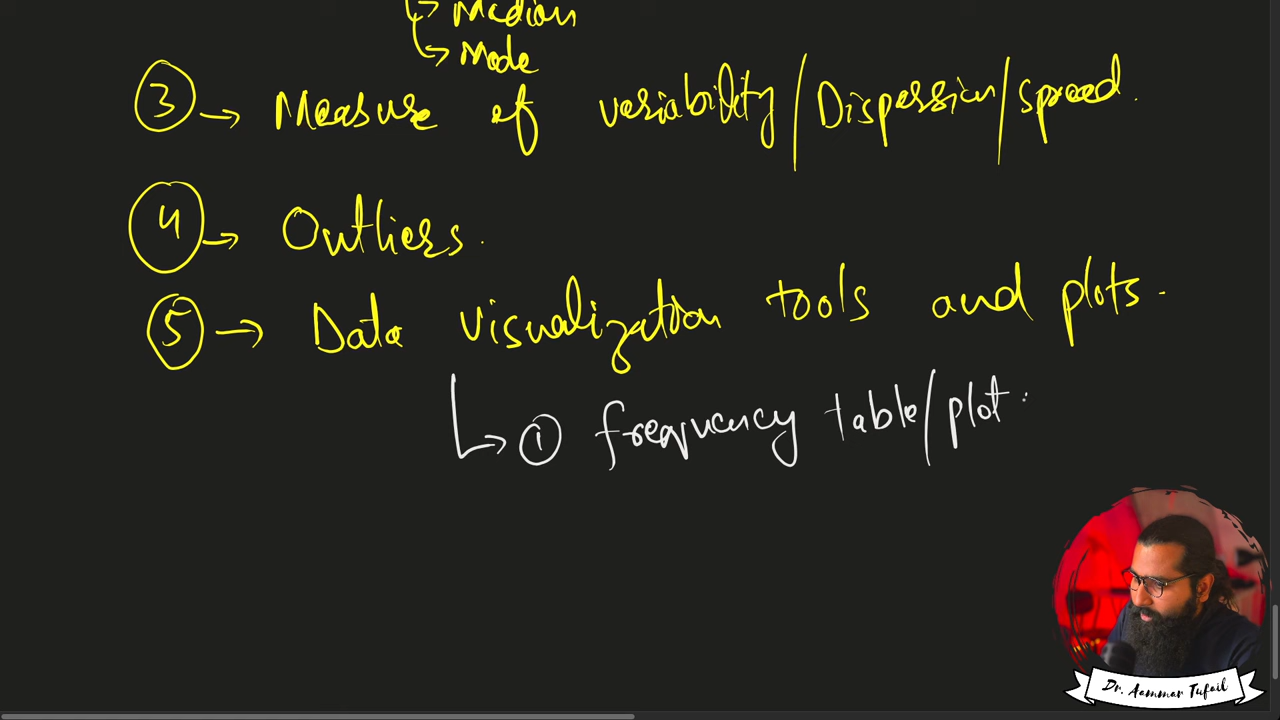 ↳ Median
↳ Mode
③ → Measure of variability/Dispersion/spread.
④ → Outliers.
⑤ → Data visualization tools and plots.
↳ ① frequency table/plot.
Dr. Aammar Tufail